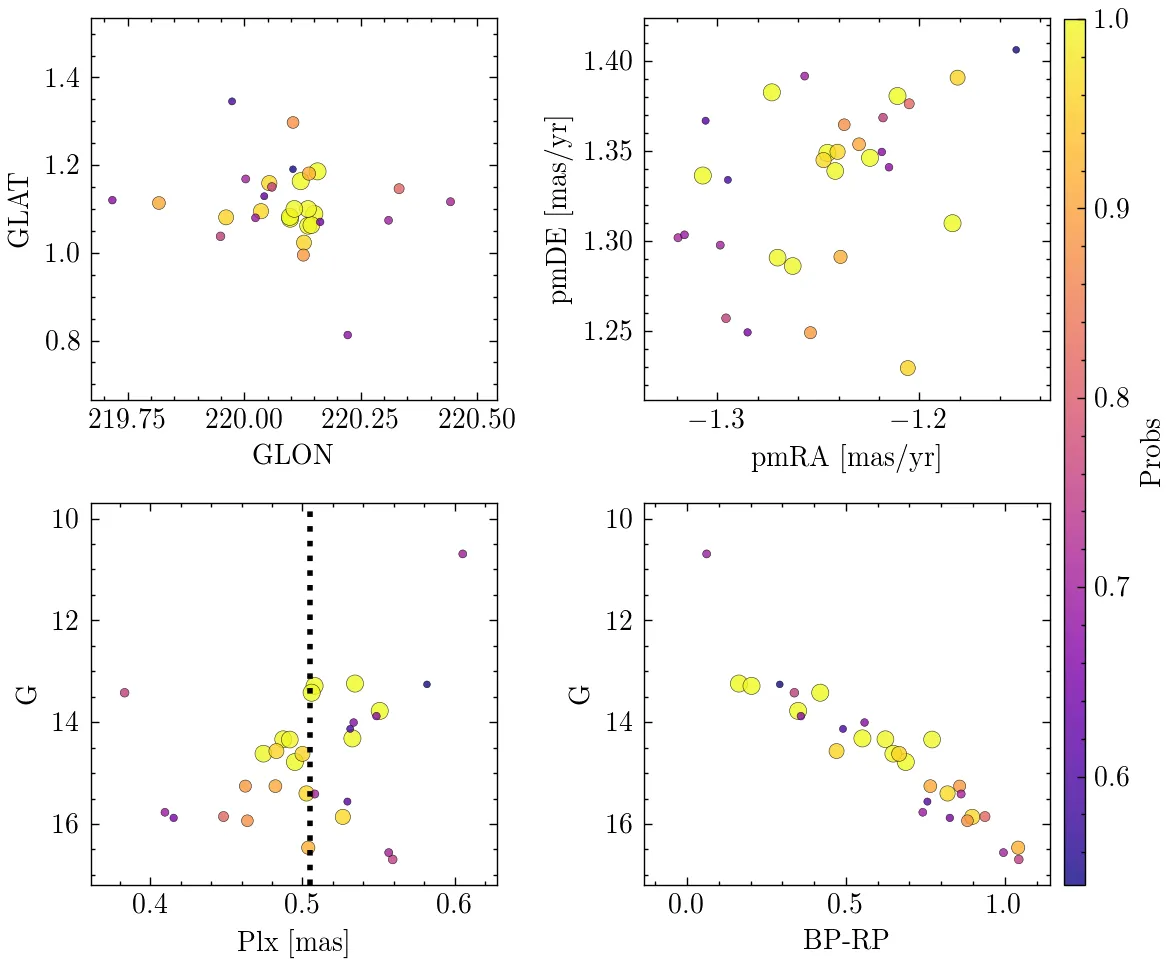 1.4
1.2
1.0
0.8
GLAT
219.75 220.00 220.25 220.50
GLON
1.40
1.35
1.30
1.25
pmDE [mas/yr]
−1.3 −1.2
pmRA [mas/yr]
1.0
0.9
0.8
0.7
0.6
Probs
10
12
14
16
G
0.4 0.5 0.6
Plx [mas]
10
12
14
16
G
0.0 0.5 1.0
BP-RP